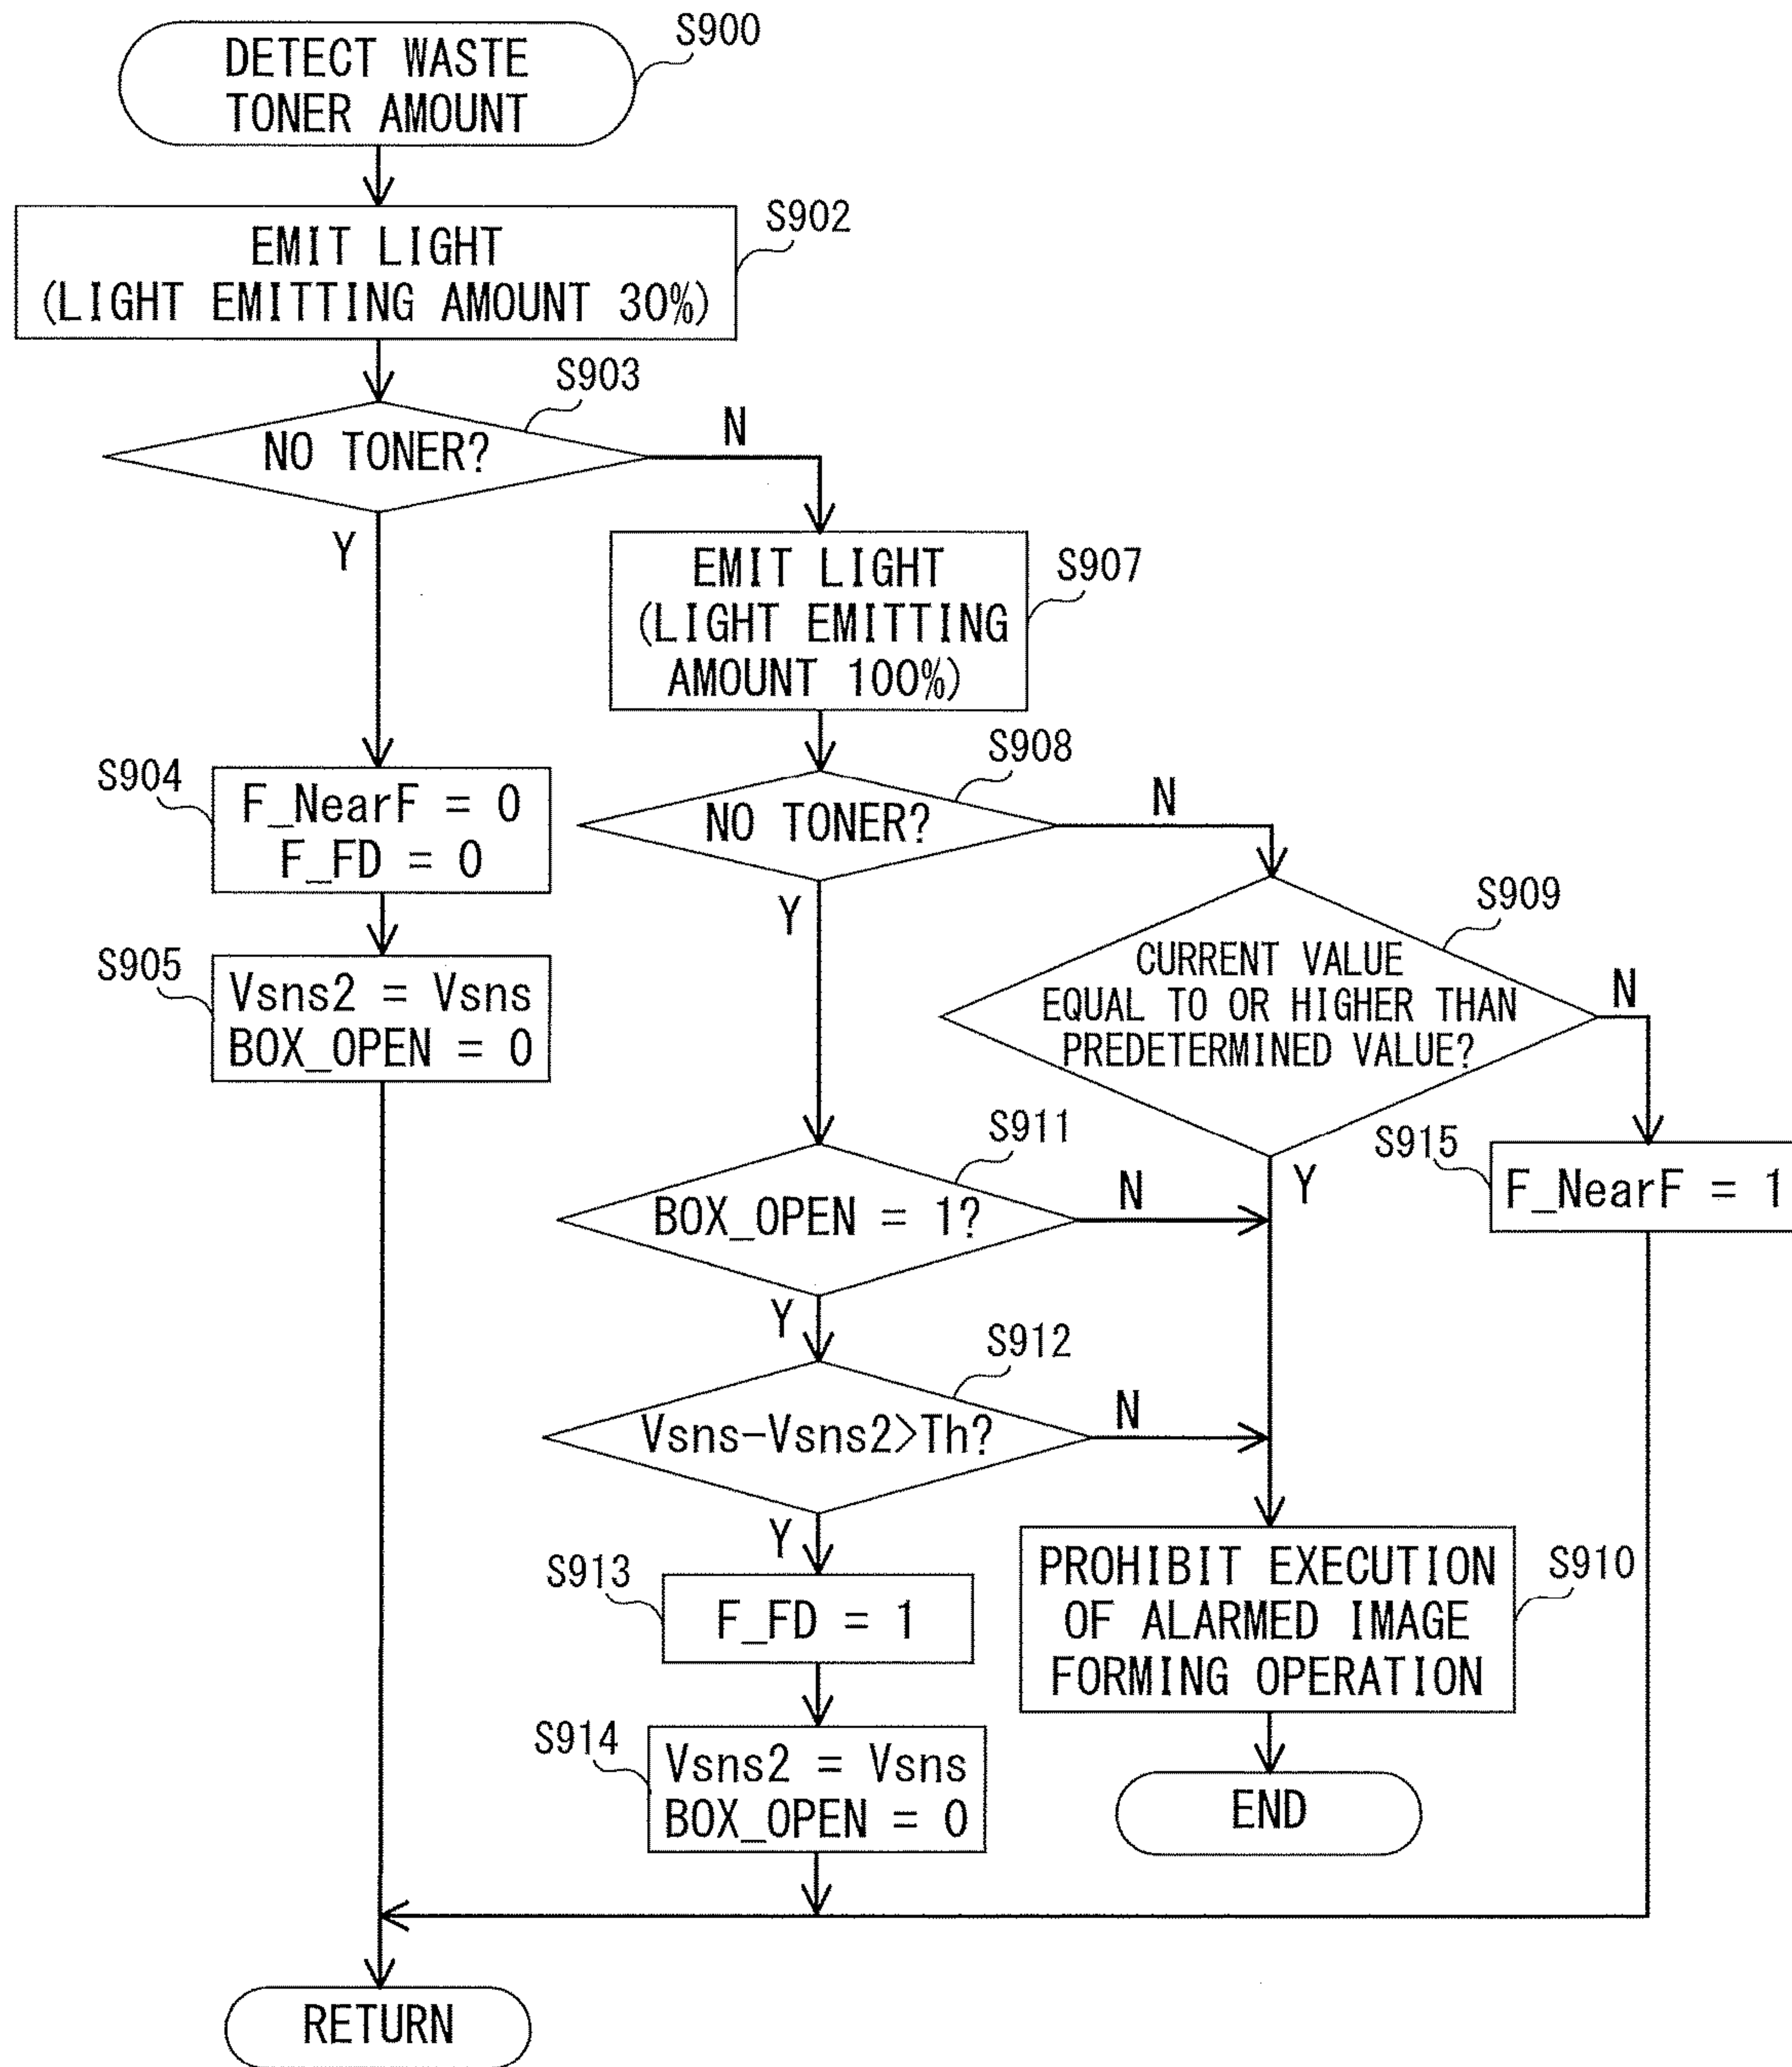 S900
DETECT WASTE
TONER AMOUNT
S902
EMIT LIGHT
(LIGHT EMITTING AMOUNT 30%)
S903
NO TONER?
N
Y
S907
EMIT LIGHT
(LIGHT EMITTING
AMOUNT 100%)
S904
F_NearF = 0
F_FD = 0
S908
NO TONER?
N
Y
S905
Vsns2 = Vsns
BOX_OPEN = 0
S909
CURRENT VALUE
EQUAL TO OR HIGHER THAN
PREDETERMINED VALUE?
N
Y
S911
BOX_OPEN = 1?
N
Y
S915
F_NearF = 1
S912
Vsns-Vsns2>Th?
N
Y
S913
F_FD = 1
S910
PROHIBIT EXECUTION
OF ALARMED IMAGE
FORMING OPERATION
S914
Vsns2 = Vsns
BOX_OPEN = 0
END
RETURN